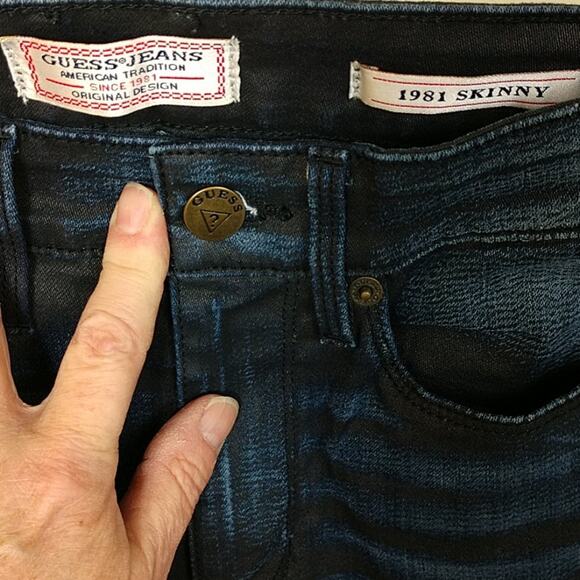 GUESS® JEANS
AMERICAN TRADITION
SINCE 1981
ORIGINAL DESIGN
1981 SKINNY
GUESS
?